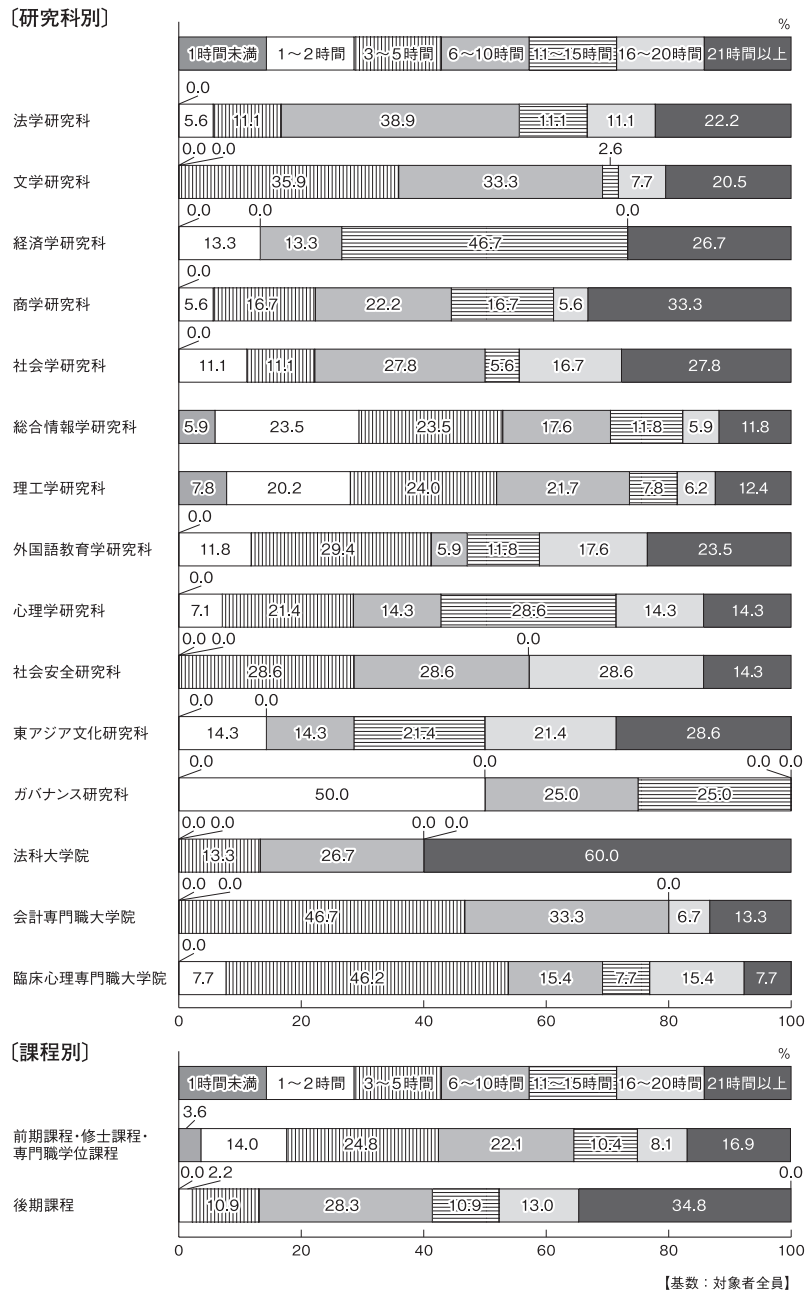 〔研究科別〕
%
1時間未満 1～2時間 3～5時間 6～10時間 11～15時間 16～20時間 21時間以上
0.0
法学研究科 5.6 11.1 38.9 11.1 11.1 22.2
0.0 0.0 2.6
文学研究科 35.9 33.3 7.7 20.5
0.0 0.0 0.0
経済学研究科 13.3 13.3 46.7 26.7
0.0
商学研究科 5.6 16.7 22.2 16.7 5.6 33.3
0.0
社会学研究科 11.1 11.1 27.8 5.6 16.7 27.8
総合情報学研究科 5.9 23.5 23.5 17.6 11.8 5.9 11.8
理工学研究科 7.8 20.2 24.0 21.7 7.8 6.2 12.4
0.0
外国語教育学研究科 11.8 29.4 5.9 11.8 17.6 23.5
0.0
心理学研究科 7.1 21.4 14.3 28.6 14.3 14.3
0.0 0.0 0.0
社会安全研究科 28.6 28.6 28.6 14.3
0.0 0.0
東アジア文化研究科 14.3 14.3 21.4 21.4 28.6
0.0 0.0 0.0 0.0
ガバナンス研究科 50.0 25.0 25.0
0.0 0.0 0.0 0.0
法科大学院 13.3 26.7 60.0
0.0 0.0 0.0
会計専門職大学院 46.7 33.3 6.7 13.3
0.0
臨床心理専門職大学院 7.7 46.2 15.4 7.7 15.4 7.7
0 20 40 60 80 100
〔課程別〕
%
1時間未満 1～2時間 3～5時間 6～10時間 11～15時間 16～20時間 21時間以上
3.6
前期課程・修士課程・
専門職学位課程 14.0 24.8 22.1 10.4 8.1 16.9
0.0 2.2 0.0
後期課程 10.9 28.3 10.9 13.0 34.8
0 20 40 60 80 100
【基数：対象者全員】